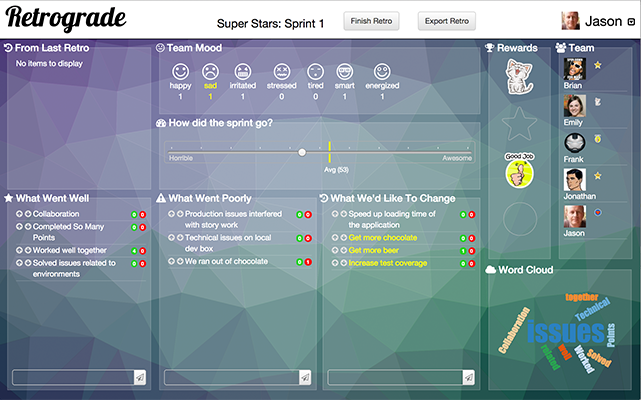 Retrograde
Super Stars: Sprint 1
Finish Retro
Export Retro
Jason
From Last Retro
No items to display
Team Mood
happy sad irritated stressed tired smart energized
1 1 1 0 0 1 1
How did the sprint go?
Horrible
Awesome
Avg (53)
What Went Well
Collaboration 0 0
Completed So Many 0 0
Points
Worked well together 4 0
Solved issues related to 0 0
environments
What Went Poorly
Production issues interfered 0 0
with story work
Technical issues on local 0 0
dev box
We ran out of chocolate 0 1
What We'd Like To Change
Speed up loading time of 0 0
the application
Get more chocolate 0 0
Get more beer 1 0
Increase test coverage 0 0
Rewards
Good Job
Team
Brian
Emily
Frank
Jonathan
Jason
Word Cloud
together
Technical
Collaboration
issues
Points
related
Well
Worked
Solved